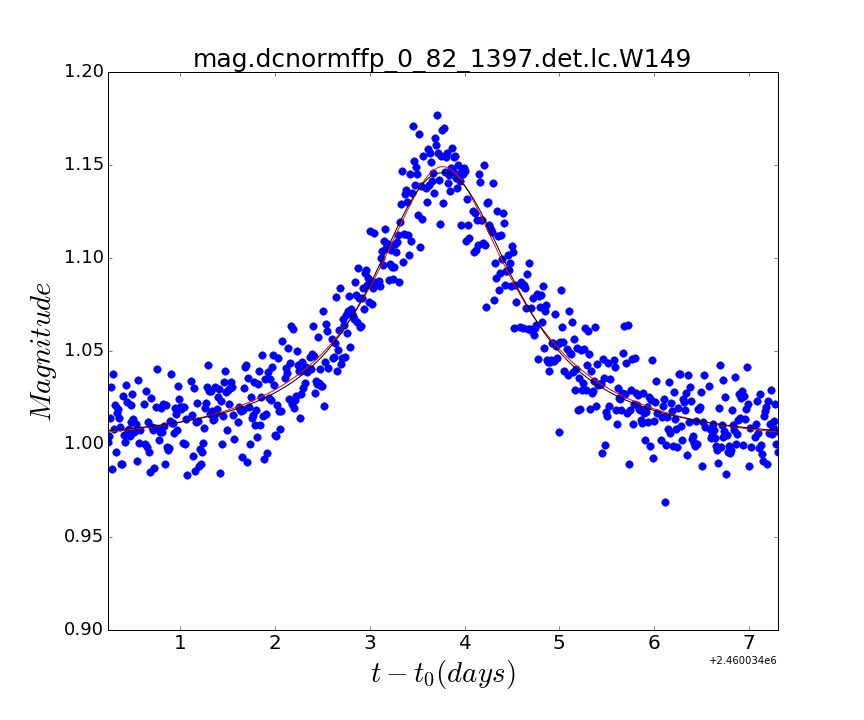 mag.dcnormffp_0_82_1397.det.lc.W149
1.20
1.15
1.10
1.05
1.00
0.95
0.90
Magnitude
1 2 3 4 5 6 7
+2.460034e6
t − t₀(days)